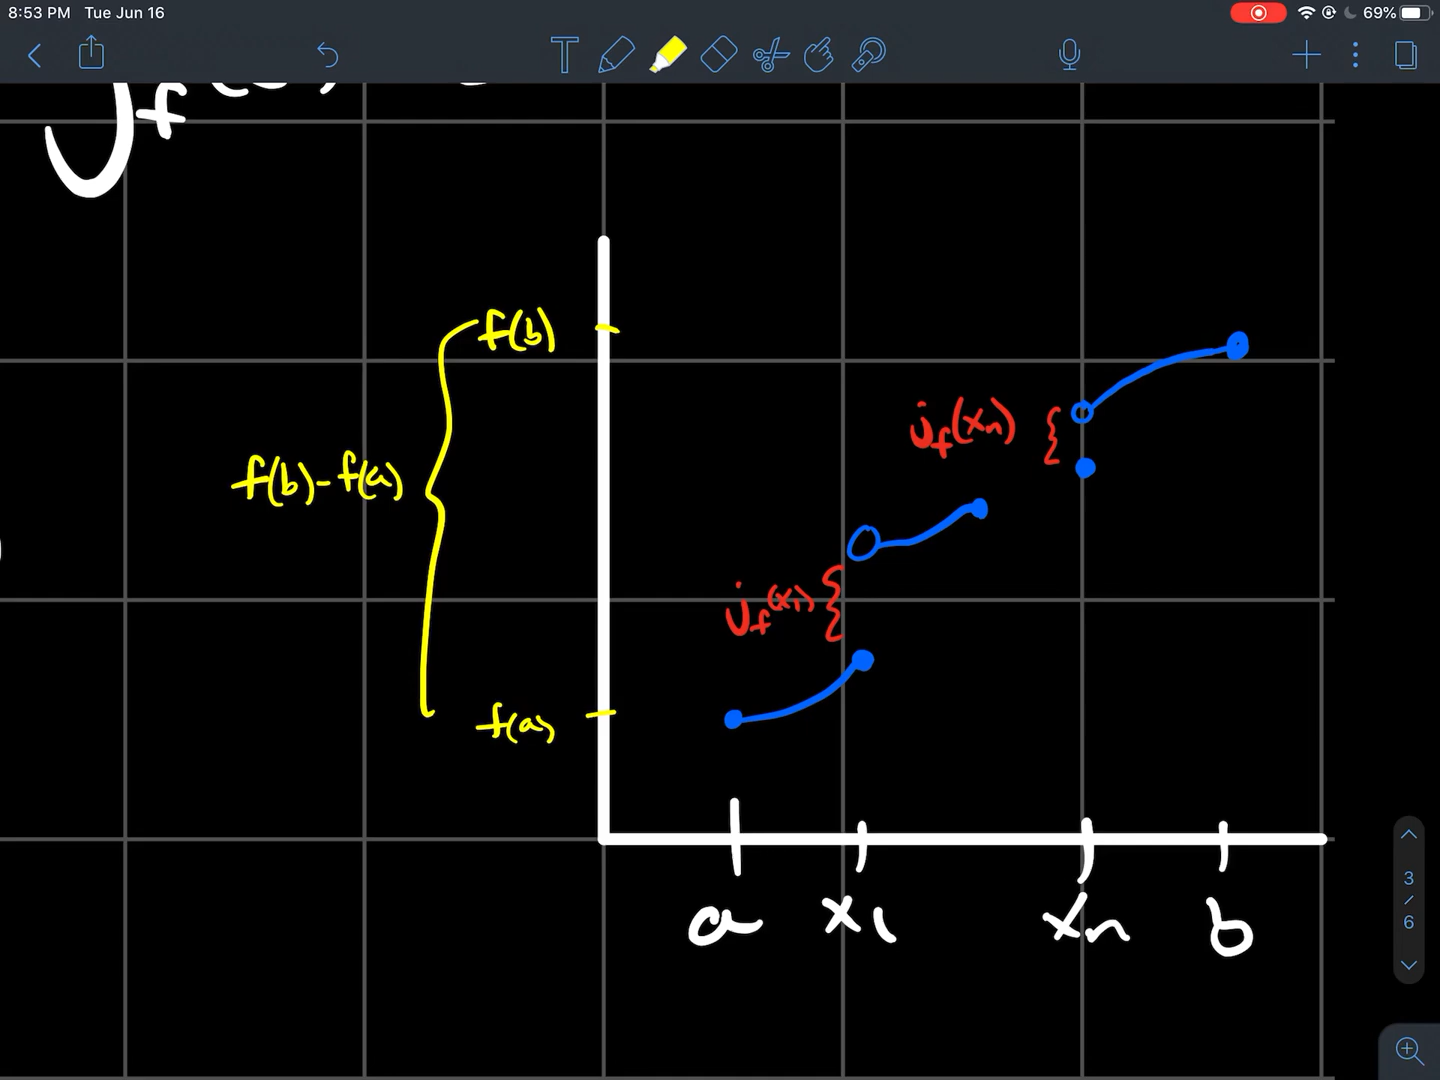 8:53 PM Tue Jun 16
69%
T
f
f(b)
j_f(x_n)
f(b)-f(a)
j_f(x_1)
f(a)
a x_1 x_n b
3
/
6